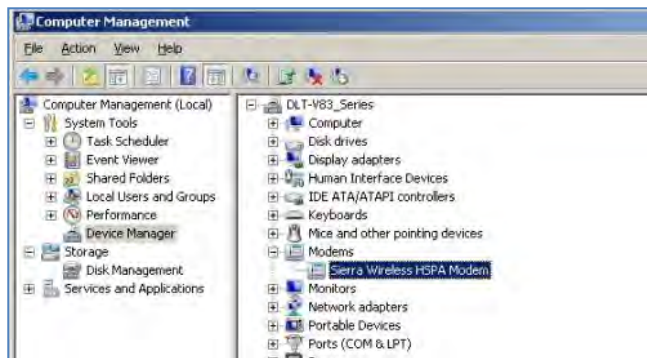 Computer Management
File Action View Help
Computer Management (Local)
System Tools
Task Scheduler
Event Viewer
Shared Folders
Local Users and Groups
Performance
Device Manager
Storage
Disk Management
Services and Applications
DLT-V83_Series
Computer
Disk drives
Display adapters
Human Interface Devices
IDE ATA/ATAPI controllers
Keyboards
Mice and other pointing devices
Modems
Sierra Wireless HSPA Modem
Monitors
Network adapters
Portable Devices
Ports (COM & LPT)